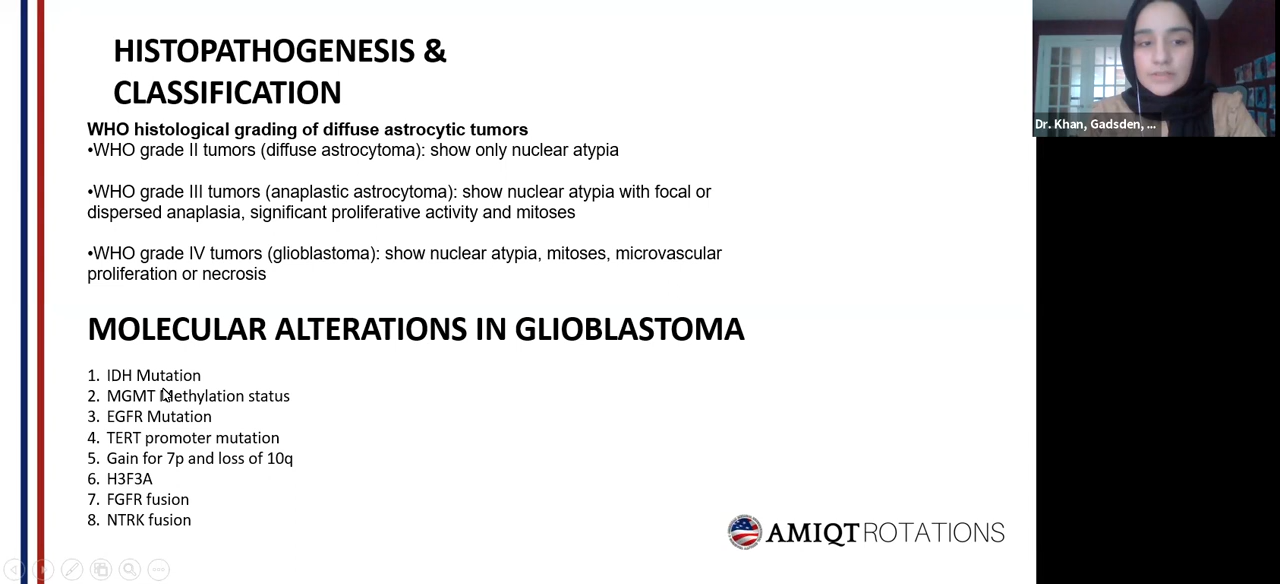 HISTOPATHOGENESIS &
CLASSIFICATION
WHO histological grading of diffuse astrocytic tumors
•WHO grade II tumors (diffuse astrocytoma): show only nuclear atypia
•WHO grade III tumors (anaplastic astrocytoma): show nuclear atypia with focal or
dispersed anaplasia, significant proliferative activity and mitoses
•WHO grade IV tumors (glioblastoma): show nuclear atypia, mitoses, microvascular
proliferation or necrosis
MOLECULAR ALTERATIONS IN GLIOBLASTOMA
1. IDH Mutation
2. MGMT Methylation status
3. EGFR Mutation
4. TERT promoter mutation
5. Gain for 7p and loss of 10q
6. H3F3A
7. FGFR fusion
8. NTRK fusion
AMIQT ROTATIONS
Dr. Khan, Gadsden, ...